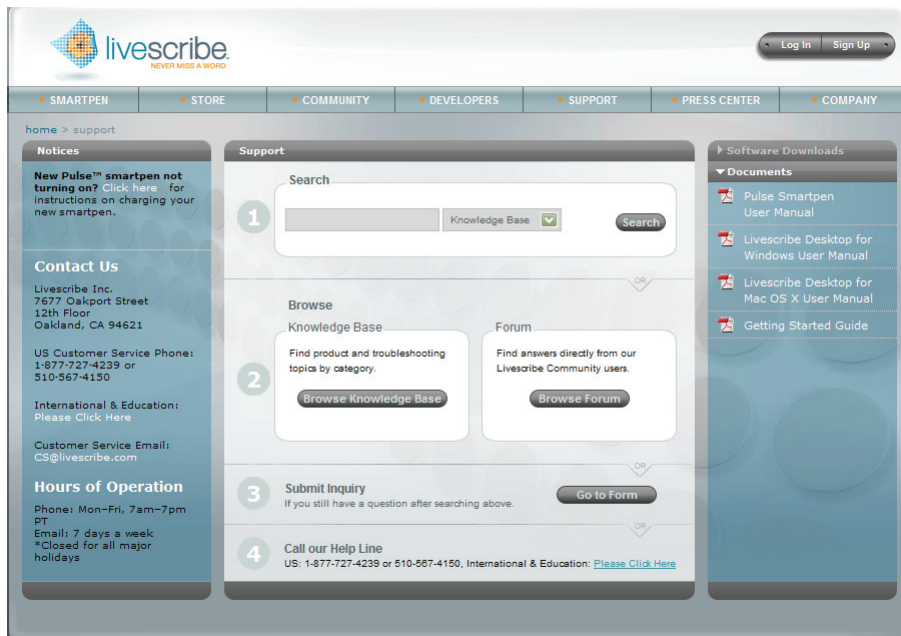 livescribe
NEVER MISS A WORD
Log In
Sign Up
SMARTPEN
STORE
COMMUNITY
DEVELOPERS
SUPPORT
PRESS CENTER
COMPANY
home > support
Notices
New Pulse™ smartpen not
turning on? Click here for
instructions on charging your
new smartpen.
Contact Us
Livescribe Inc.
7677 Oakport Street
12th Floor
Oakland, CA 94621
US Customer Service Phone:
1-877-727-4239 or
510-567-4150
International & Education:
Please Click Here
Customer Service Email:
CS@livescribe.com
Hours of Operation
Phone: Mon-Fri, 7am-7pm
PT
Email: 7 days a week
*Closed for all major
holidays
Support
Search
1
Knowledge Base
Search
OR
Browse
2
Knowledge Base
Find product and troubleshooting
topics by category.
Browse Knowledge Base
Forum
Find answers directly from our
Livescribe Community users.
Browse Forum
OR
3
Submit Inquiry
If you still have a question after searching above.
Go to Form
OR
4
Call our Help Line
US: 1-877-727-4239 or 510-567-4150, International & Education: Please Click Here
Software Downloads
Documents
Pulse Smartpen
User Manual
Livescribe Desktop for
Windows User Manual
Livescribe Desktop for
Mac OS X User Manual
Getting Started Guide